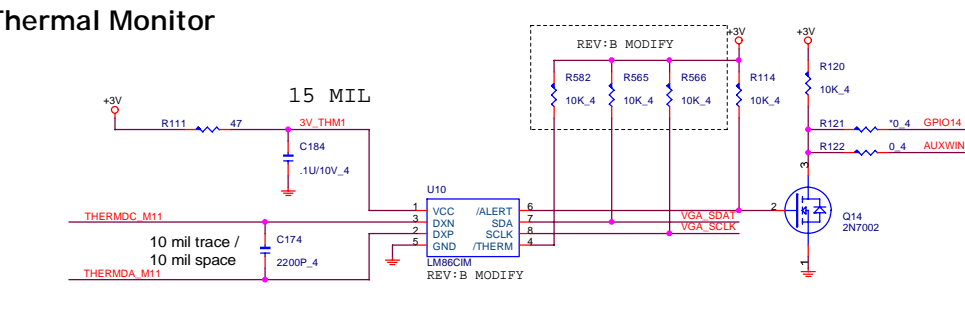 Thermal Monitor
+3V
+3V
REV:B MODIFY
R582
R565
R566
R114
R120
10K_4
10K_4
10K_4
10K_4
10K_4
+3V
15 MIL
R111
47
3V_THM1
C184
.1U/10V_4
R121
*0_4
GPIO14
R122
0_4
AUXWIN
3
U10
1
VCC
/ALERT
6
3
DXN
SDA
7
2
DXP
SCLK
8
5
GND
/THERM
4
LM86CIM
REV:B MODIFY
VGA_SDAT
VGA_SCLK
2
Q14
2N7002
1
THERMDC_M11
10 mil trace /
10 mil space
C174
2200P_4
THERMDA_M11